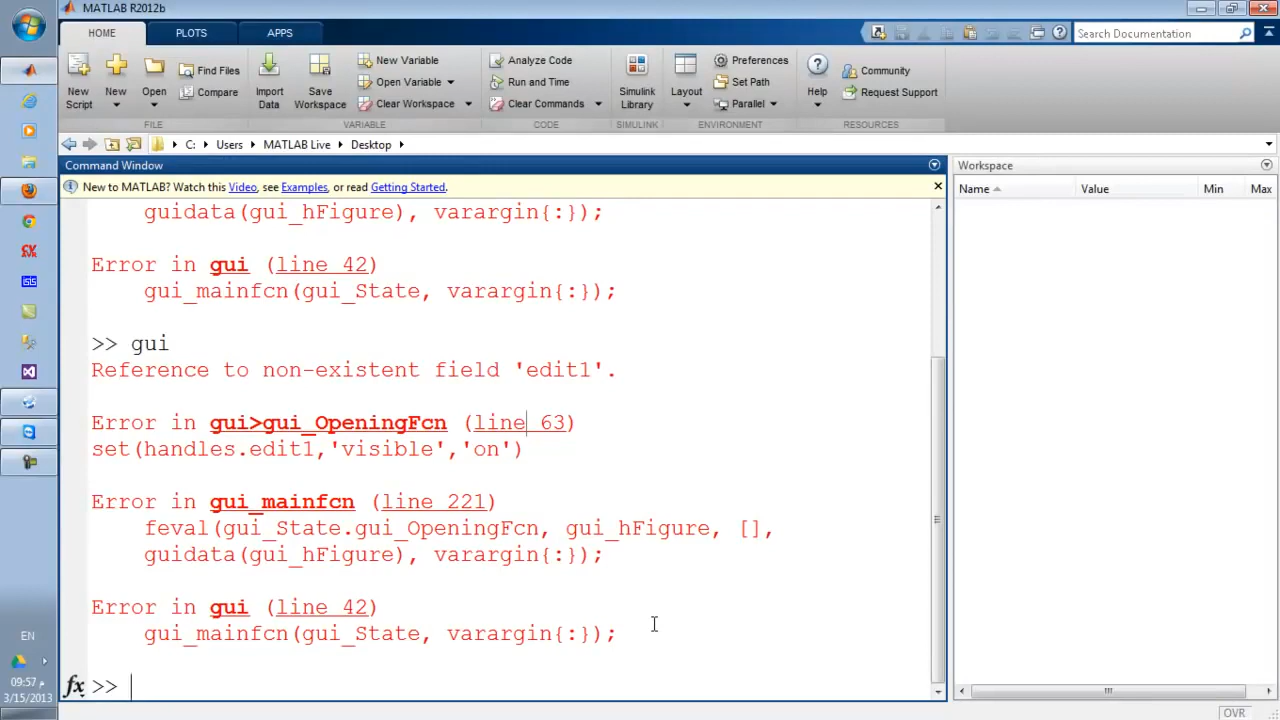 MATLAB R2012b
HOME PLOTS APPS
Search Documentation
New Script
New
Open
Find Files
Compare
Import Data
Save Workspace
New Variable
Open Variable
Clear Workspace
Analyze Code
Run and Time
Clear Commands
Simulink Library
Layout
Preferences
Set Path
Parallel
Help
Community
Request Support
FILE VARIABLE CODE SIMULINK ENVIRONMENT RESOURCES
C: Users MATLAB Live Desktop
Command Window
New to MATLAB? Watch this Video, see Examples, or read Getting Started.
guidata(gui_hFigure), varargin{:});
Error in gui (line 42)
gui_mainfcn(gui_State, varargin{:});
>> gui
Reference to non-existent field 'edit1'.
Error in gui>gui_OpeningFcn (line 63)
set(handles.edit1,'visible','on')
Error in gui_mainfcn (line 221)
feval(gui_State.gui_OpeningFcn, gui_hFigure, [],
guidata(gui_hFigure), varargin{:});
Error in gui (line 42)
gui_mainfcn(gui_State, varargin{:});
fx >>
Workspace
Name Value Min Max
EN
09:57 م
3/15/2013
OVR